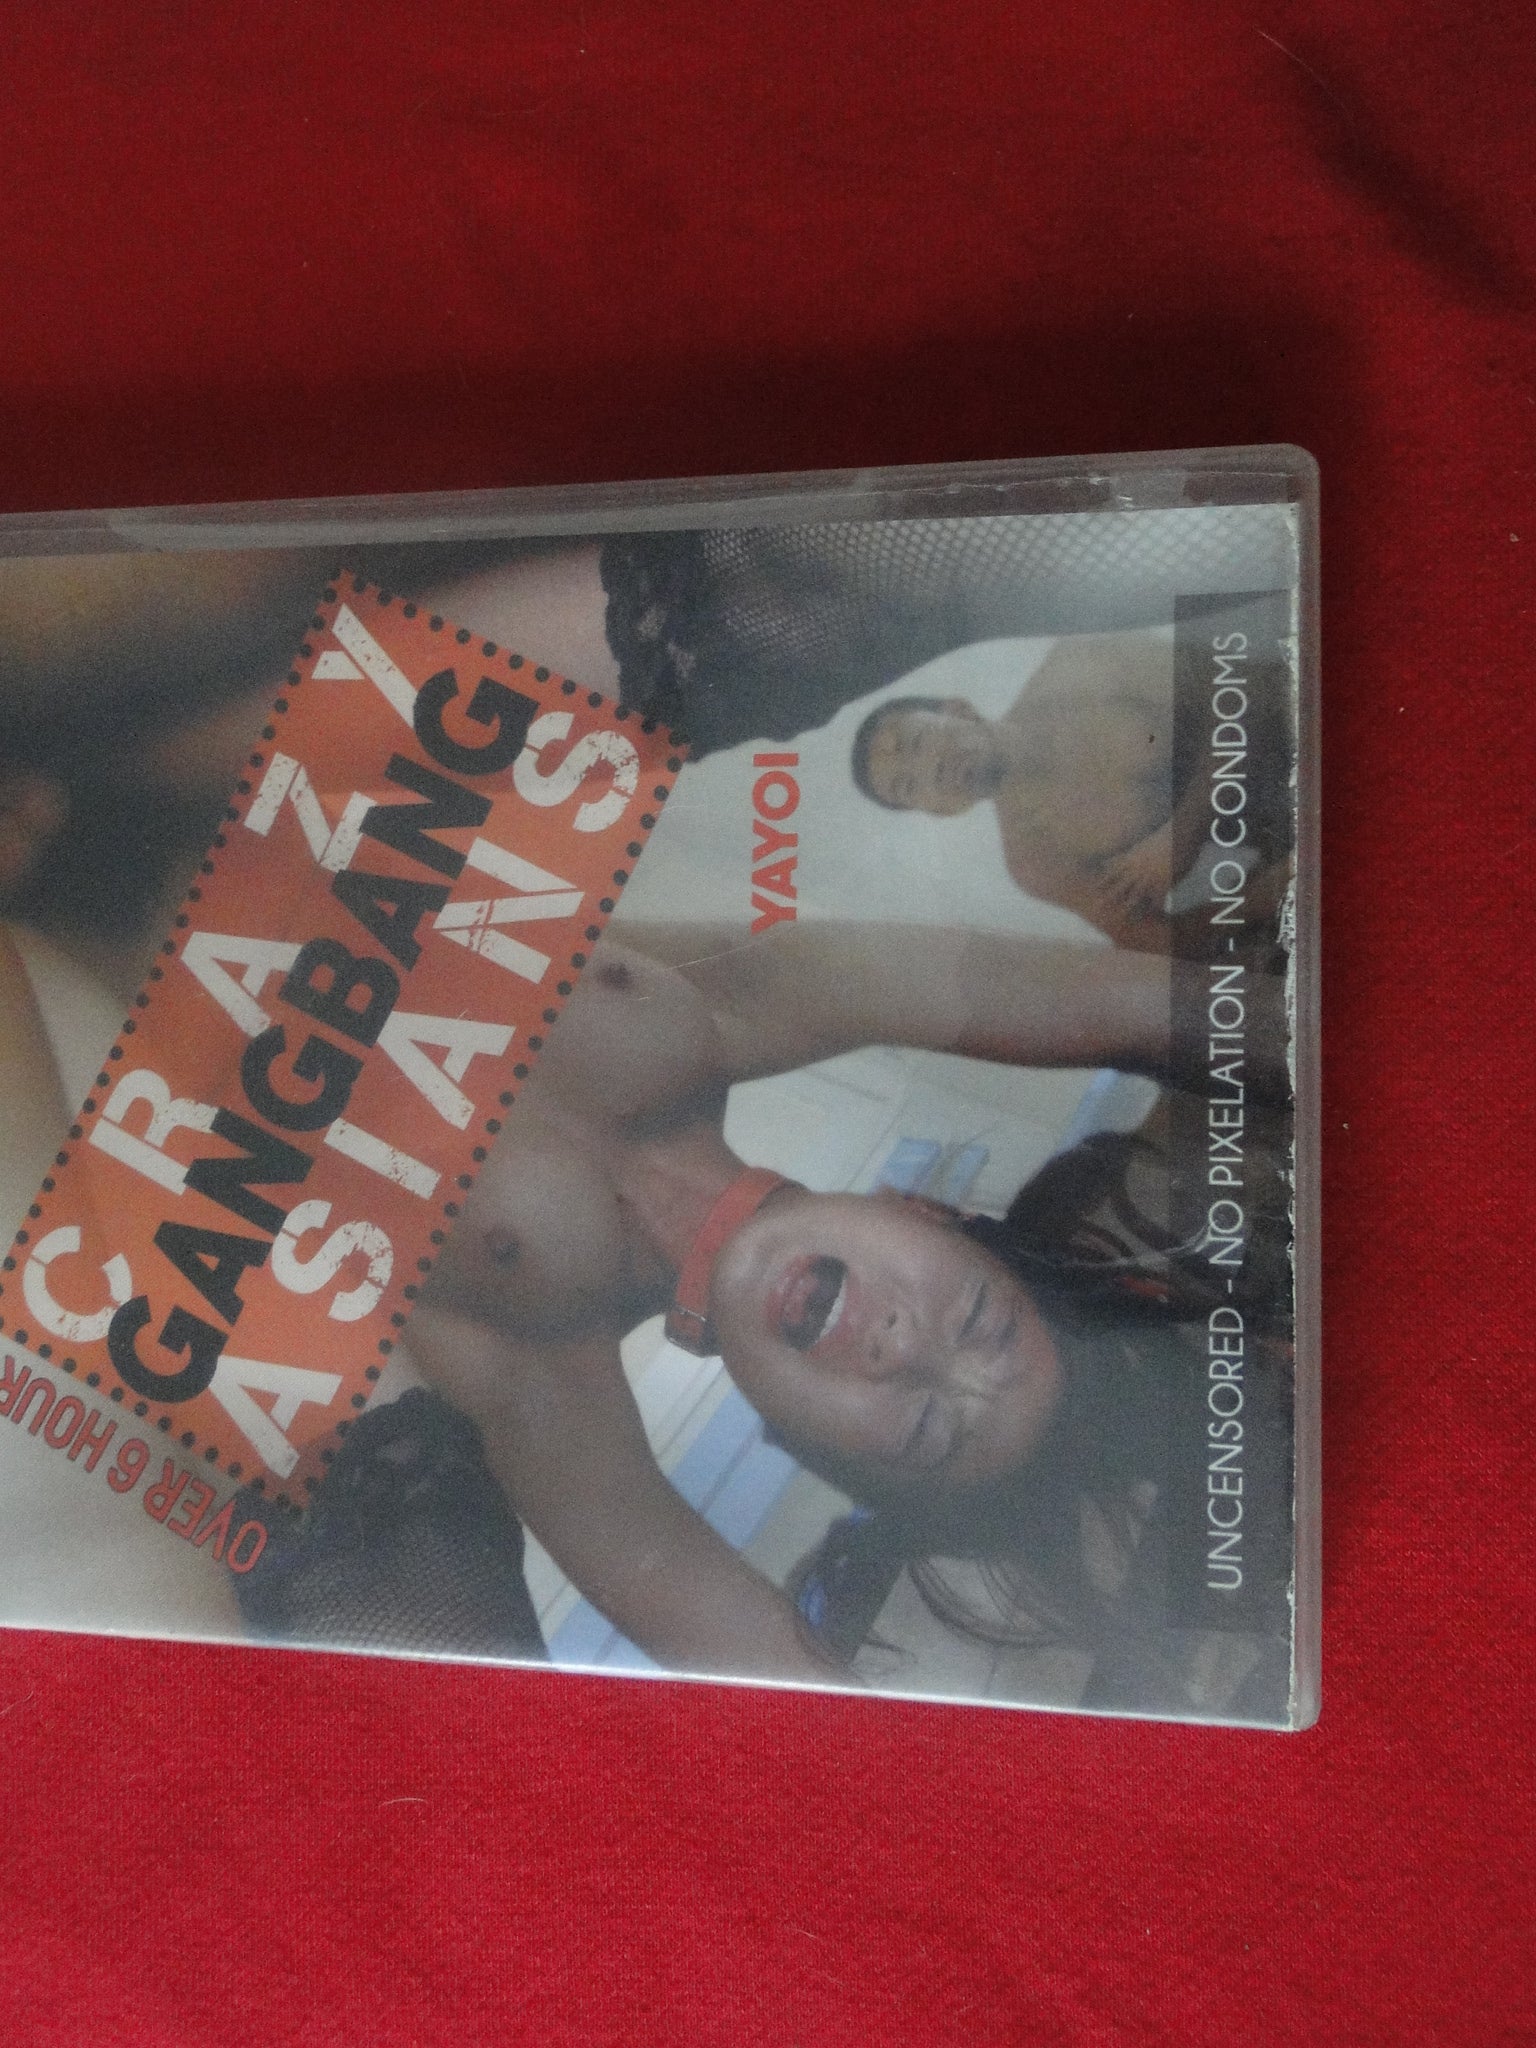 CRAZY
GANGBANG
ASIANS
OVER 6 HOUR
YAYOI
UNCENSORED - NO PIXELATION - NO CONDOMS